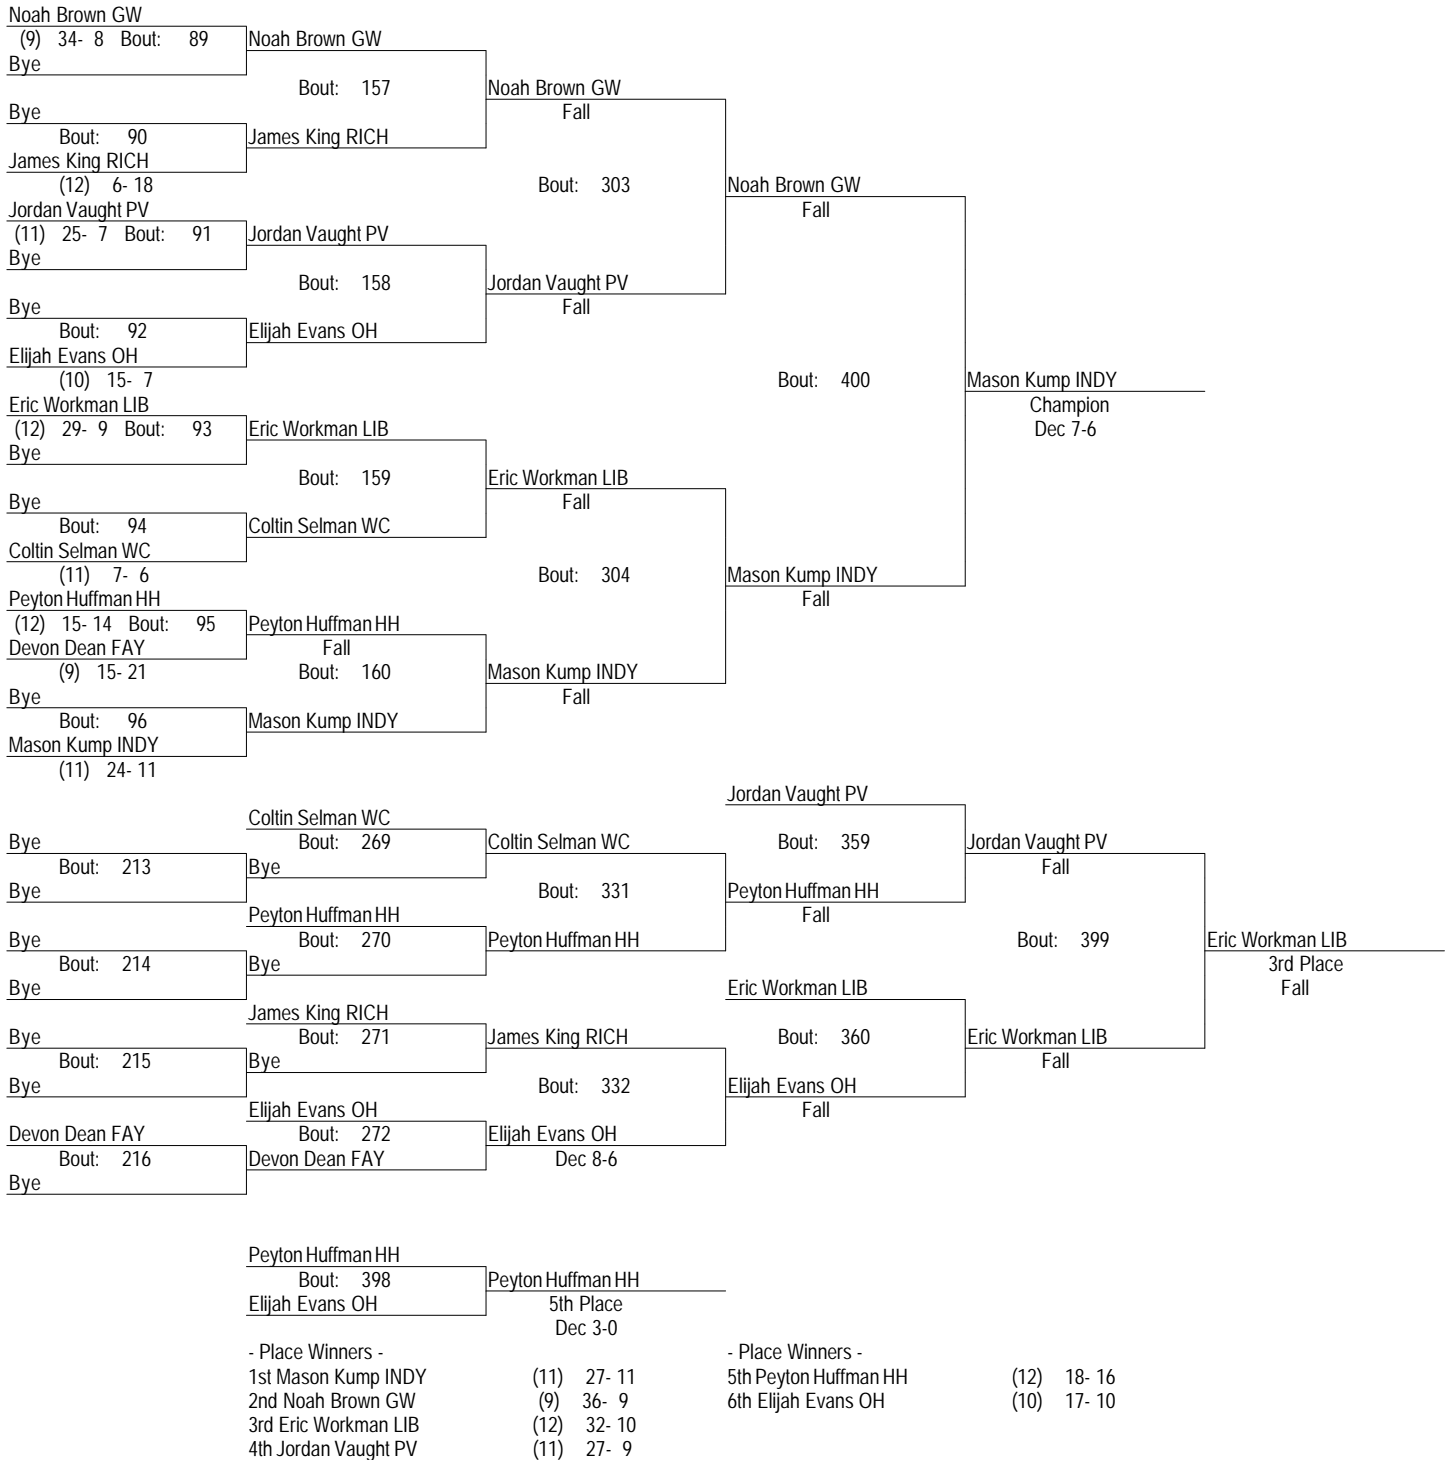 Noah Brown GW
(9) 34- 8 Bout: 89 Noah Brown GW
Bye
Bout: 157 Noah Brown GW
Bye Fall
Bout: 90 James King RICH
James King RICH
(12) 6- 18 Bout: 303 Noah Brown GW
Jordan Vaught PV Fall
(11) 25- 7 Bout: 91 Jordan Vaught PV
Bye
Bout: 158 Jordan Vaught PV
Bye Fall
Bout: 92 Elijah Evans OH
Elijah Evans OH
(10) 15- 7 Bout: 400 Mason Kump INDY
Eric Workman LIB Champion
(12) 29- 9 Bout: 93 Eric Workman LIB Dec 7-6
Bye
Bout: 159 Eric Workman LIB
Bye Fall
Bout: 94 Coltin Selman WC
Coltin Selman WC
(11) 7- 6 Bout: 304 Mason Kump INDY
Peyton Huffman HH Fall
(12) 15- 14 Bout: 95 Peyton Huffman HH
Devon Dean FAY Fall
(9) 15- 21 Bout: 160 Mason Kump INDY
Bye Fall
Bout: 96 Mason Kump INDY
Mason Kump INDY
(11) 24- 11
Jordan Vaught PV
Coltin Selman WC
Bye Bout: 269 Coltin Selman WC Bout: 359 Jordan Vaught PV
Bout: 213 Bye Fall
Bye Bout: 331 Peyton Huffman HH
Peyton Huffman HH Fall
Bye Bout: 270 Peyton Huffman HH Bout: 399 Eric Workman LIB
Bout: 214 Bye 3rd Place
Bye Eric Workman LIB Fall
James King RICH
Bye Bout: 271 James King RICH Bout: 360 Eric Workman LIB
Bout: 215 Bye Fall
Bye Bout: 332 Elijah Evans OH
Elijah Evans OH Fall
Devon Dean FAY Bout: 272 Elijah Evans OH
Bout: 216 Devon Dean FAY Dec 8-6
Bye
Peyton Huffman HH
Bout: 398 Peyton Huffman HH
Elijah Evans OH 5th Place
Dec 3-0
- Place Winners - - Place Winners -
1st Mason Kump INDY (11) 27- 11 5th Peyton Huffman HH (12) 18- 16
2nd Noah Brown GW (9) 36- 9 6th Elijah Evans OH (10) 17- 10
3rd Eric Workman LIB (12) 32- 10
4th Jordan Vaught PV (11) 27- 9